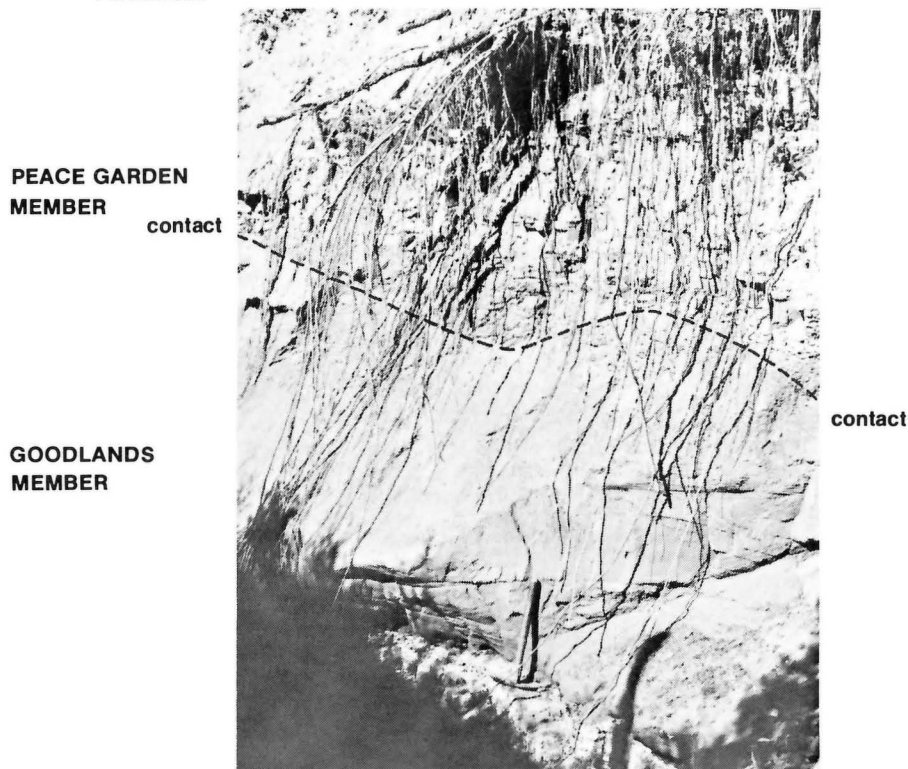 PEACE GARDEN
MEMBER
contact
contact
GOODLANDS
MEMBER